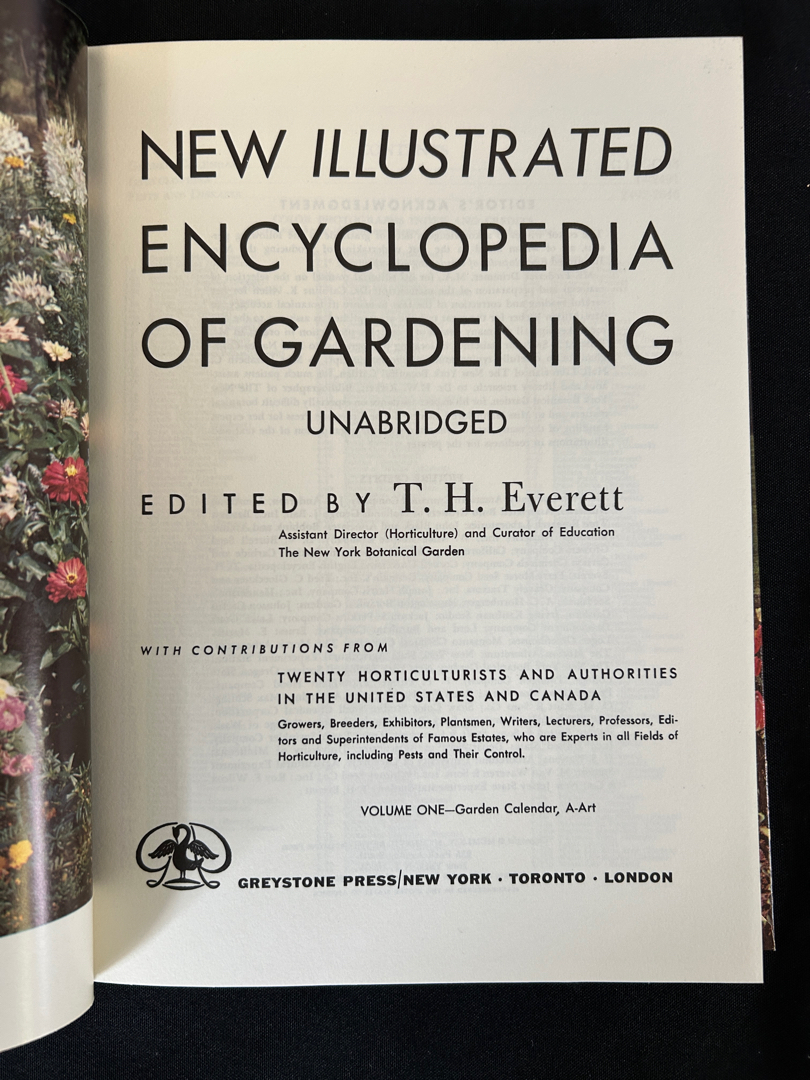 NEW ILLUSTRATED
ENCYCLOPEDIA
OF GARDENING
UNABRIDGED
EDITED BY T. H. Everett
Assistant Director (Horticulture) and Curator of Education
The New York Botanical Garden
WITH CONTRIBUTIONS FROM
TWENTY HORTICULTURISTS AND AUTHORITIES
IN THE UNITED STATES AND CANADA
Growers, Breeders, Exhibitors, Plantsmen, Writers, Lecturers, Professors, Edi-
tors and Superintendents of Famous Estates, who are Experts in all Fields of
Horticulture, including Pests and Their Control.
VOLUME ONE—Garden Calendar, A-Art
GREYSTONE PRESS/NEW YORK · TORONTO · LONDON